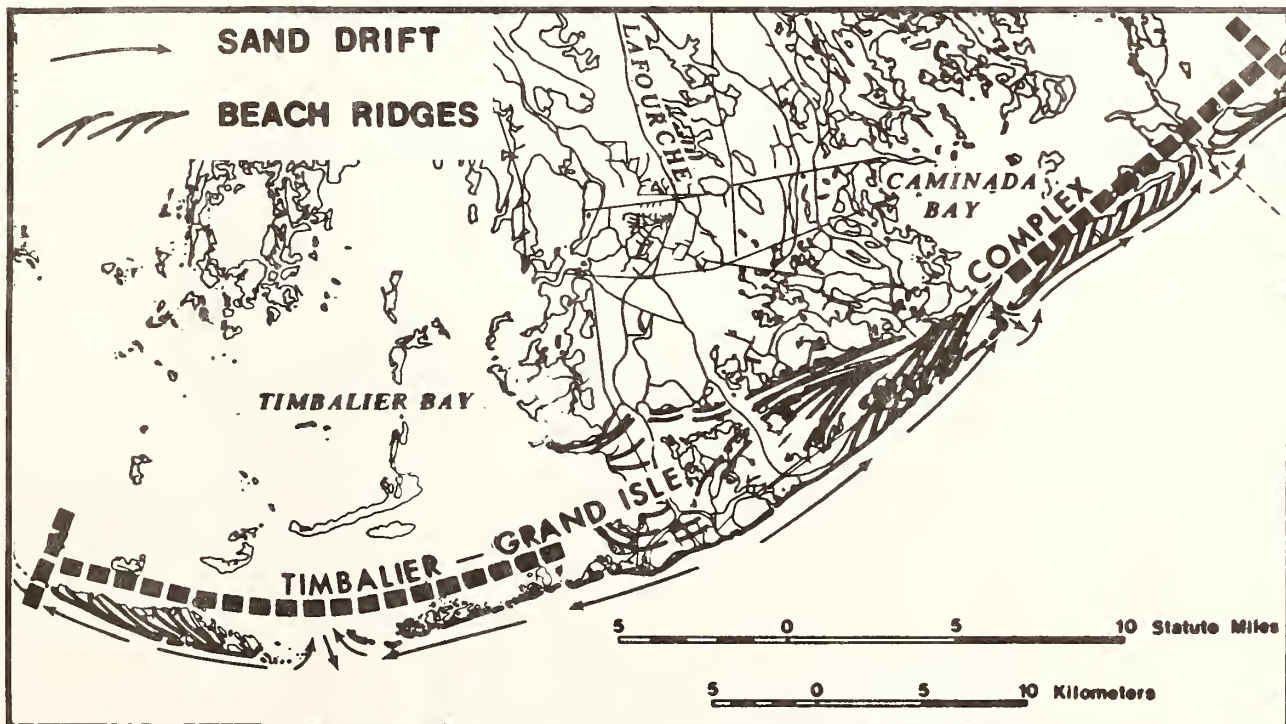 SAND DRIFT
BEACH RIDGES
LAFOURCHE
CAMINADA
BAY
TIMBALIER BAY
TIMBALIER — GRAND ISLE COMPLEX
5 0 5 10 Statute Miles
5 0 5 10 Kilometers